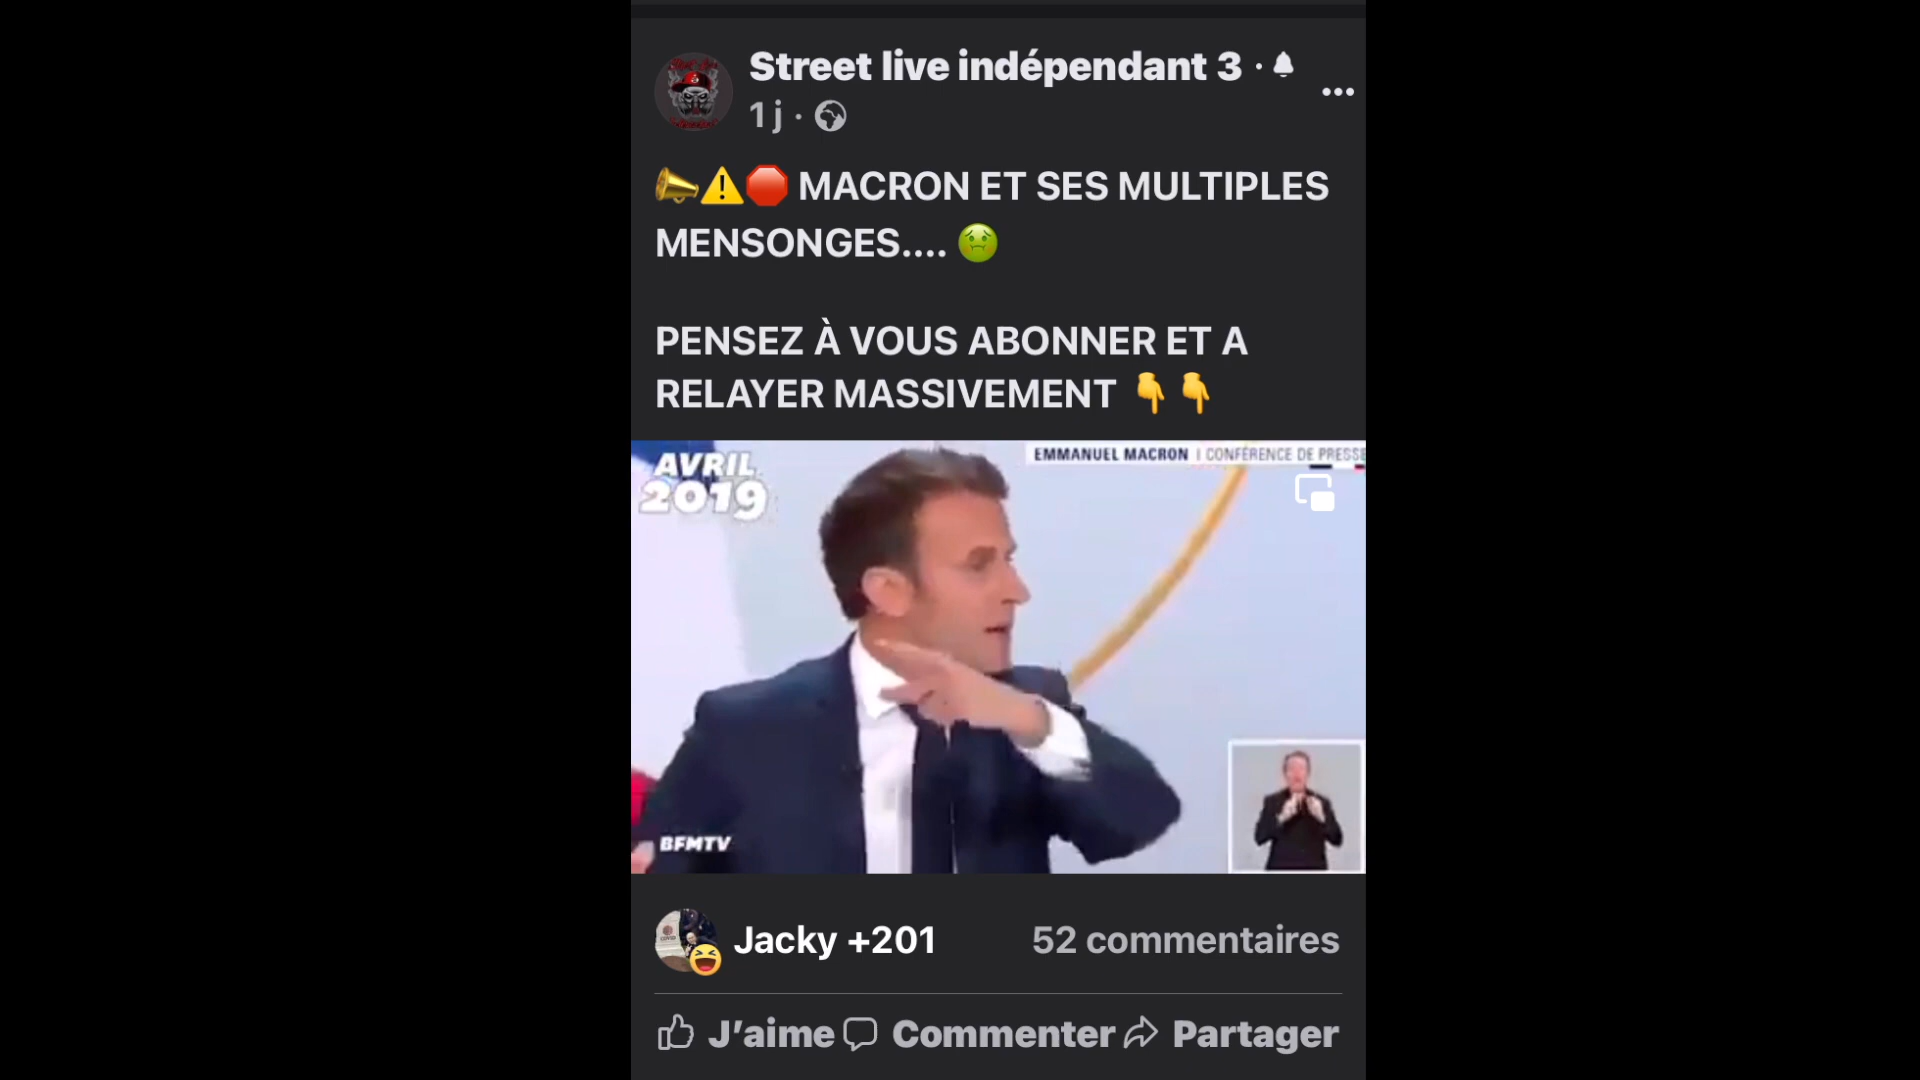 Street live indépendant 3 ·
1 j ·
📣⚠️🛑 MACRON ET SES MULTIPLES
MENSONGES.... 🤢
PENSEZ À VOUS ABONNER ET A
RELAYER MASSIVEMENT 👇👇
AVRIL
2019
EMMANUEL MACRON | CONFÉRENCE DE PRESSE
BFMTV
Jacky +201
52 commentaires
J’aime
Commenter
Partager